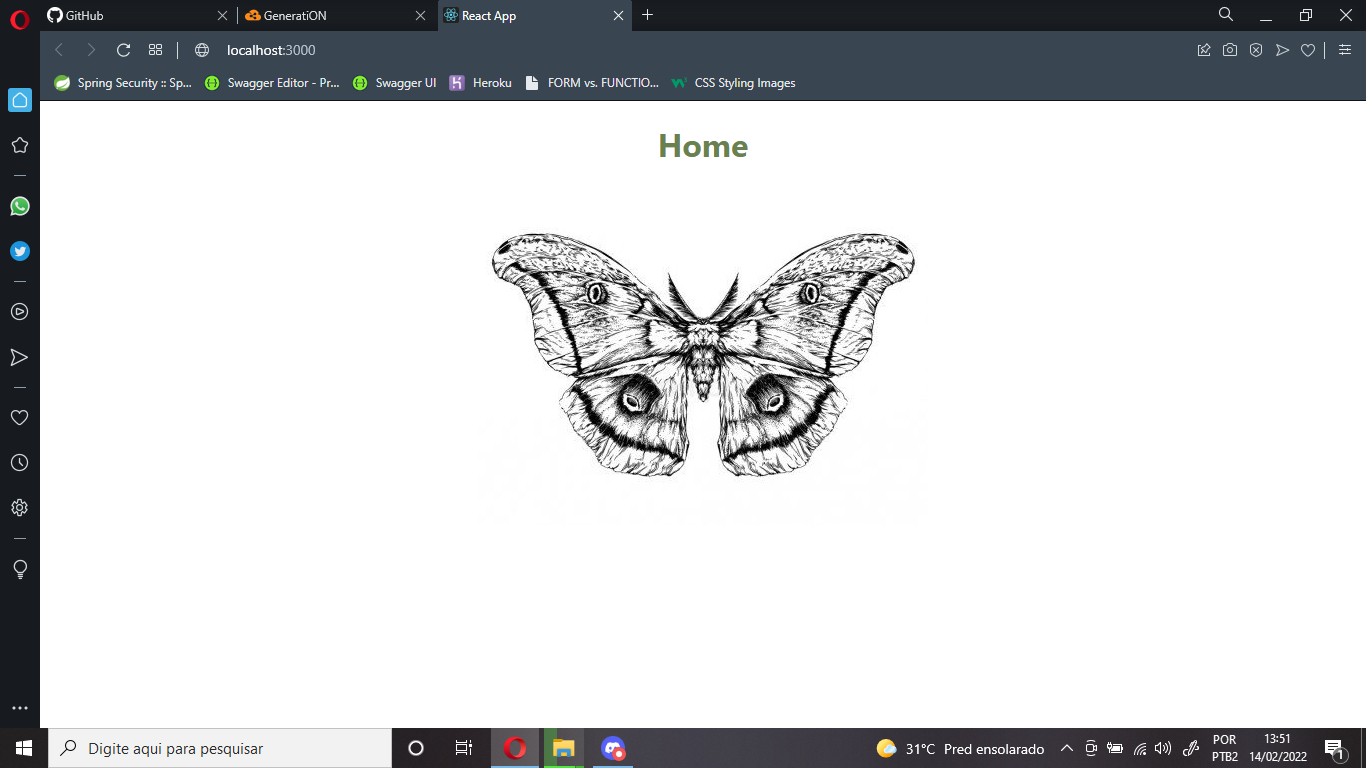 GitHub
GeneratiON
React App
localhost:3000
Spring Security :: Sp...
Swagger Editor - Pr...
Swagger UI
Heroku
FORM vs. FUNCTIO...
CSS Styling Images
Home
Digite aqui para pesquisar
31°C Pred ensolarado
POR
PTB2
13:51
14/02/2022
1